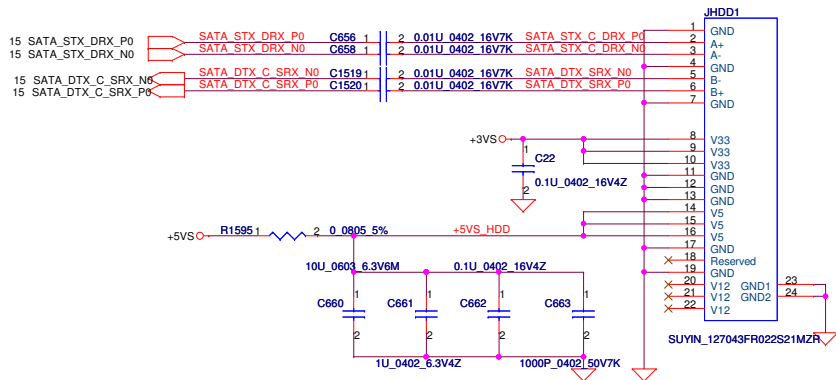 JHDD1
1 GND
15 SATA_STX_DRX_P0 SATA_STX_DRX_P0 C656 1 2 0.01U_0402_16V7K SATA_STX_C_DRX_P0 2 A+
15 SATA_STX_DRX_N0 SATA_STX_DRX_N0 C658 1 2 0.01U_0402_16V7K SATA_STX_C_DRX_N0 3 A-
4 GND
15 SATA_DTX_C_SRX_N0 SATA_DTX_C_SRX_N0 C1519 1 2 0.01U_0402_16V7K SATA_DTX_SRX_N0 5 B-
15 SATA_DTX_C_SRX_P0 SATA_DTX_C_SRX_P0 C1520 1 2 0.01U_0402_16V7K SATA_DTX_SRX_P0 6 B+
7 GND
+3VS 8 V33
1 9 V33
C22 10 V33
11 GND
0.1U_0402_16V4Z 12 GND
2 13 GND
14 V5
15 V5
+5VS R1595 1 2 0_0805_5% +5VS_HDD 16 V5
17 GND
18 Reserved
10U_0603_6.3V6M 0.1U_0402_16V4Z 19 GND
20 V12 GND1 23
1 1 1 1 21 V12 GND2 24
C660 C661 C662 C663 22 V12
2 2 2 2
SUYIN_127043FR022S21MZR
1U_0402_6.3V4Z 1000P_0402_50V7K